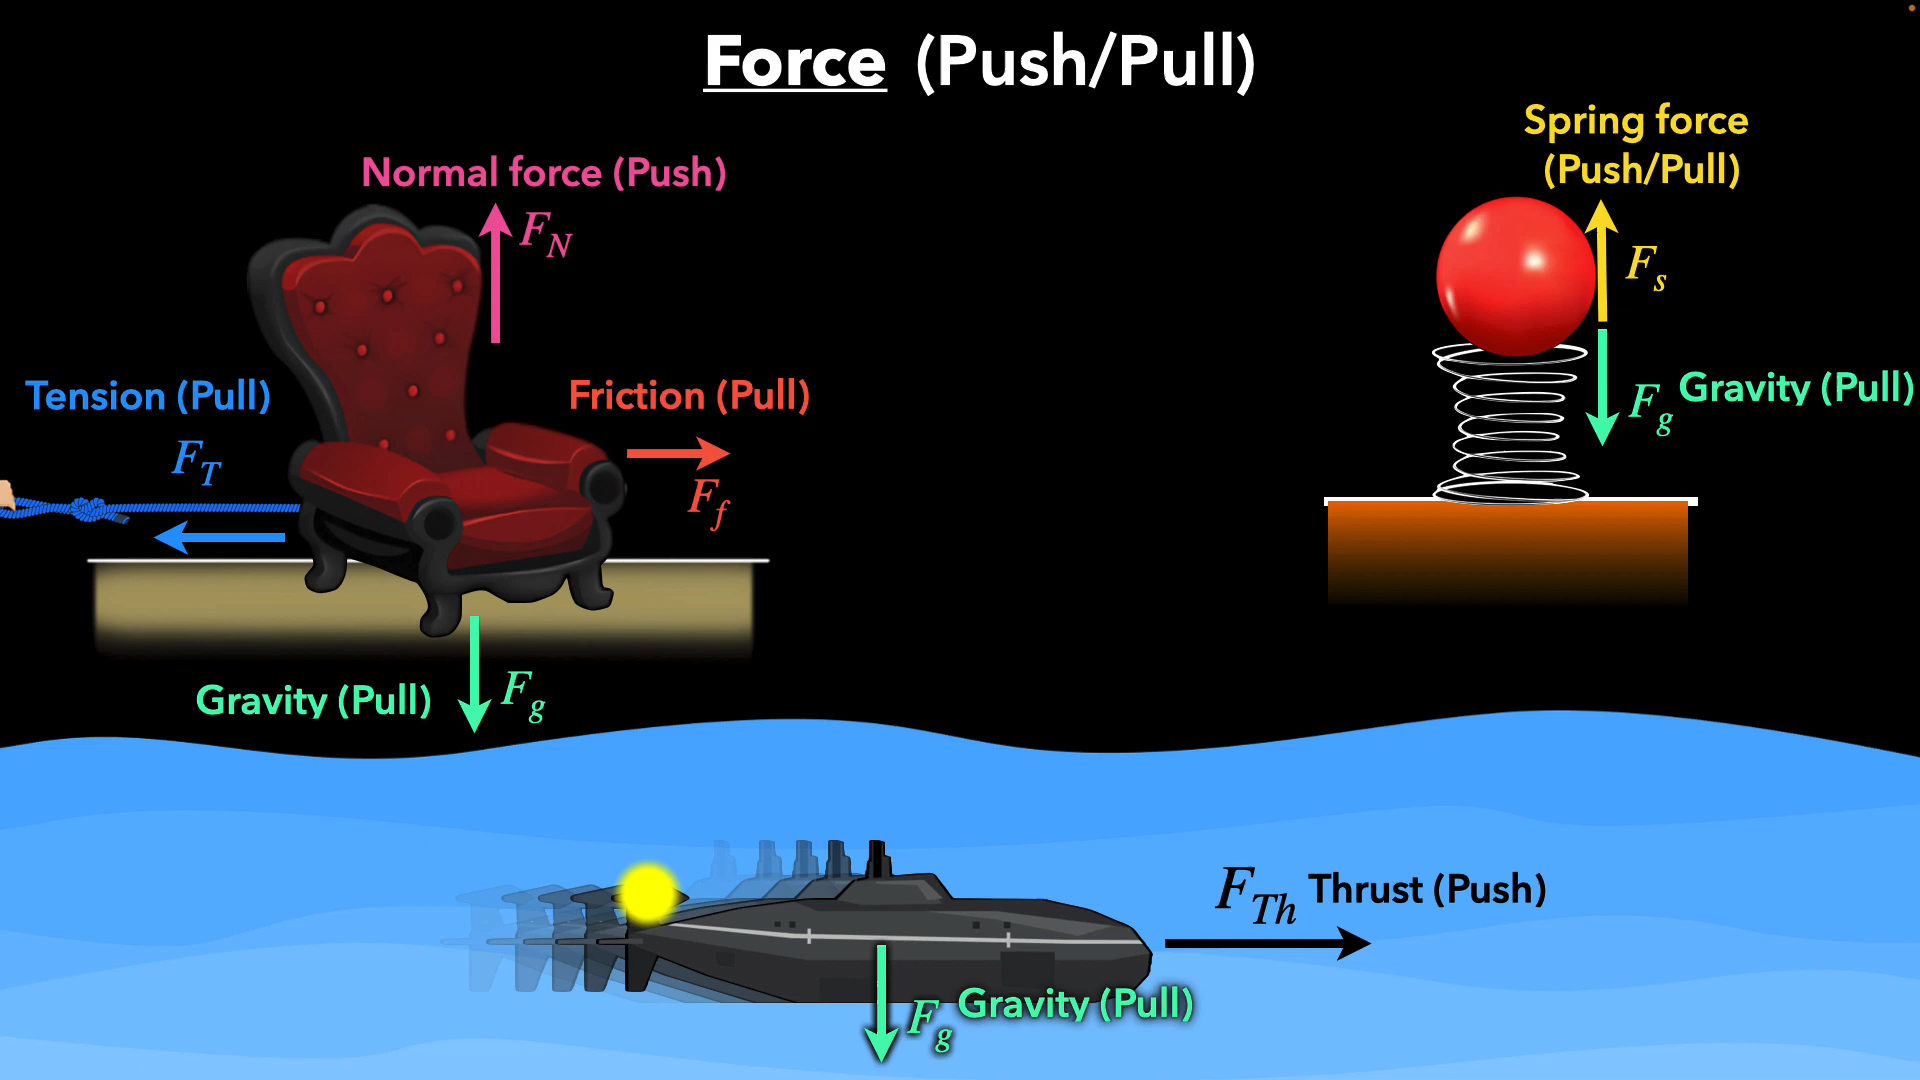 Force (Push/Pull)
Spring force
(Push/Pull)
Normal force (Push)
F_N
F_s
Tension (Pull)
Friction (Pull)
Gravity (Pull)
F_g
F_T
F_f
Gravity (Pull)
F_g
F_Th Thrust (Push)
F_g Gravity (Pull)